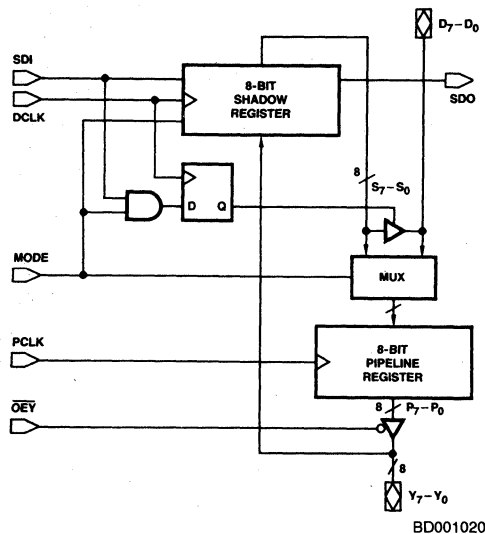 D₇–D₀
SDI
8-BIT
SHADOW
REGISTER
SDO
DCLK
8
S₇–S₀
D Q
MODE
MUX
PCLK
8-BIT
PIPELINE
REGISTER
8 P₇–P₀
OEY
8
Y₇–Y₀
BD001020